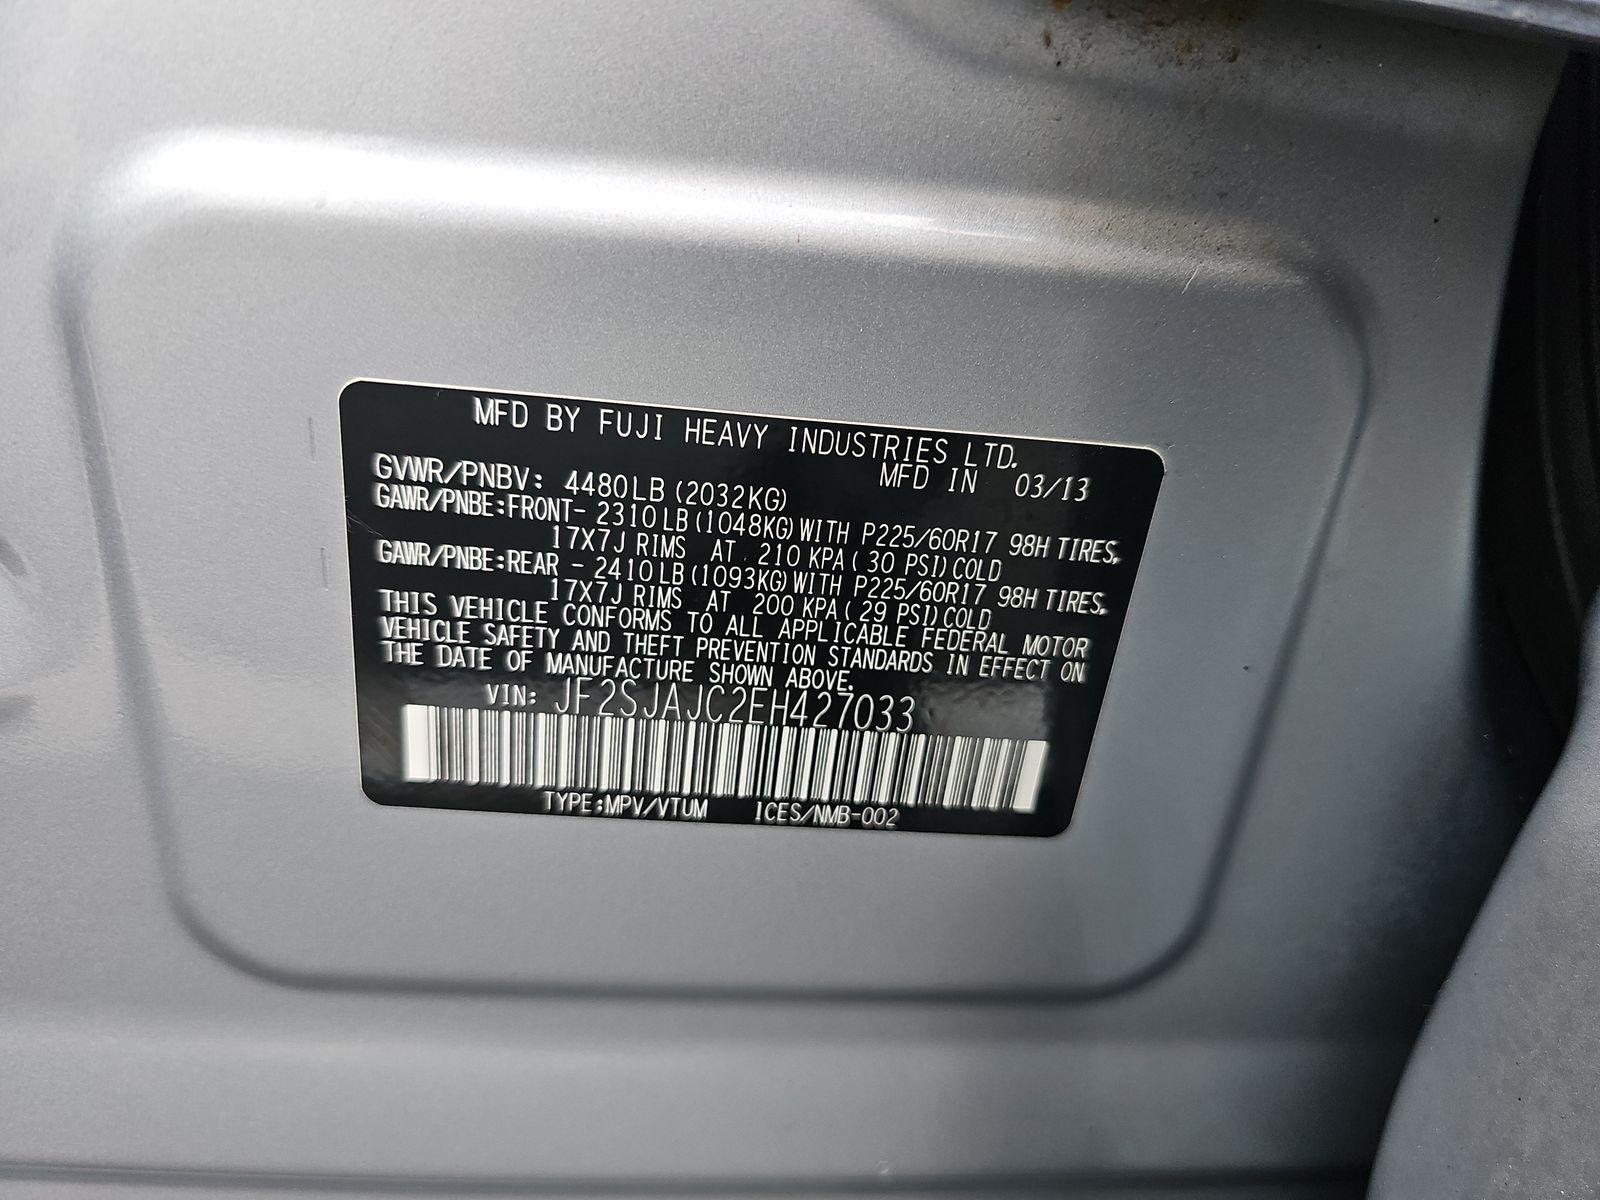 MFD BY FUJI HEAVY INDUSTRIES LTD.
MFD IN 03/13
GVWR/PNBV: 4480LB (2032KG)
GAWR/PNBE:FRONT- 2310LB (1048KG) WITH P225/60R17 98H TIRES,
17X7J RIMS AT 210 KPA ( 30 PSI) COLD
GAWR/PNBE:REAR - 2410LB (1093KG) WITH P225/60R17 98H TIRES,
17X7J RIMS AT 200 KPA ( 29 PSI) COLD
THIS VEHICLE CONFORMS TO ALL APPLICABLE FEDERAL MOTOR
VEHICLE SAFETY AND THEFT PREVENTION STANDARDS IN EFFECT ON
THE DATE OF MANUFACTURE SHOWN ABOVE.
VIN: JF2SJAJC2EH427033
TYPE:MPV/VTUM ICES/NMB-002